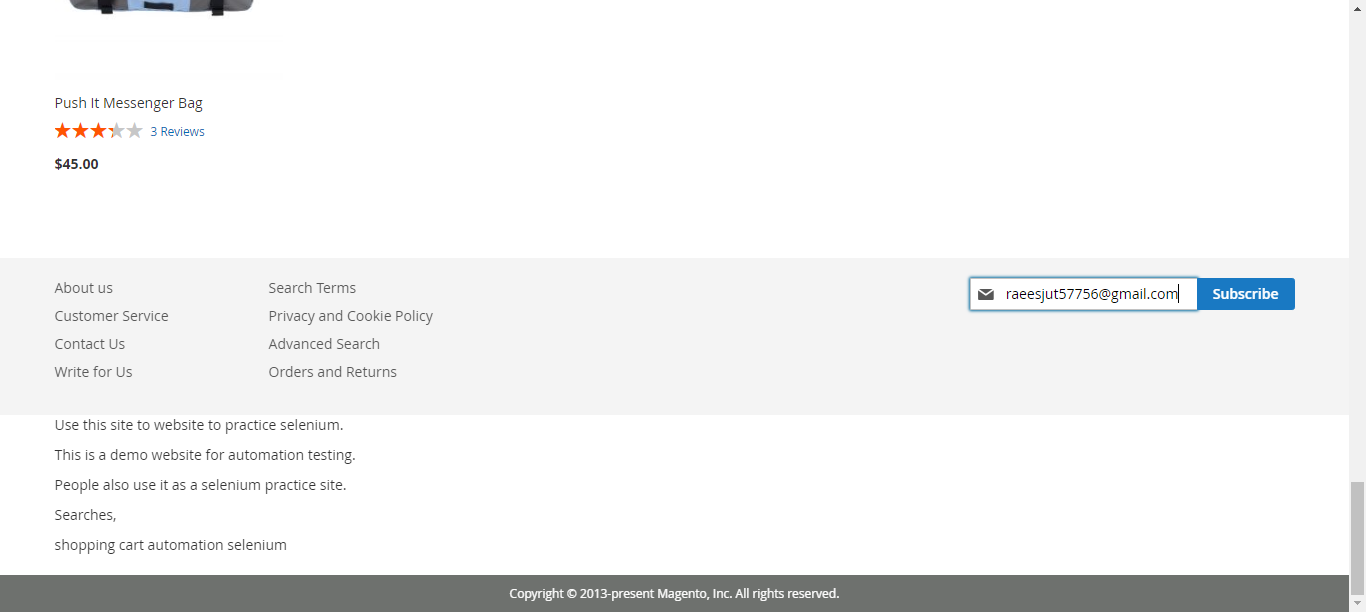 Push It Messenger Bag
3 Reviews
$45.00
About us
Customer Service
Contact Us
Write for Us
Search Terms
Privacy and Cookie Policy
Advanced Search
Orders and Returns
raeesjut57756@gmail.com
Subscribe
Use this site to website to practice selenium.
This is a demo website for automation testing.
People also use it as a selenium practice site.
Searches,
shopping cart automation selenium
Copyright © 2013-present Magento, Inc. All rights reserved.